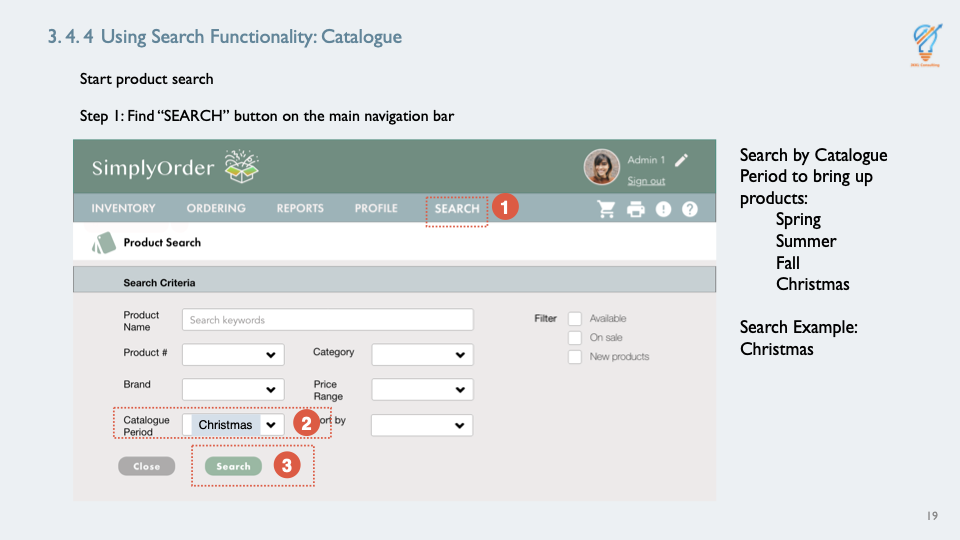 3. 4. 4 Using Search Functionality: Catalogue
Start product search
Step 1: Find “SEARCH” button on the main navigation bar
SimplyOrder
Admin 1
Sign out
INVENTORY ORDERING REPORTS PROFILE SEARCH 1
Product Search
Search Criteria
Product
Name
Search keywords
Product #
Category
Brand
Price
Range
Catalogue
Period
Christmas
2
ort by
Close
Search
3
Filter
Available
On sale
New products
Search by Catalogue
Period to bring up
products:
Spring
Summer
Fall
Christmas
Search Example:
Christmas
19